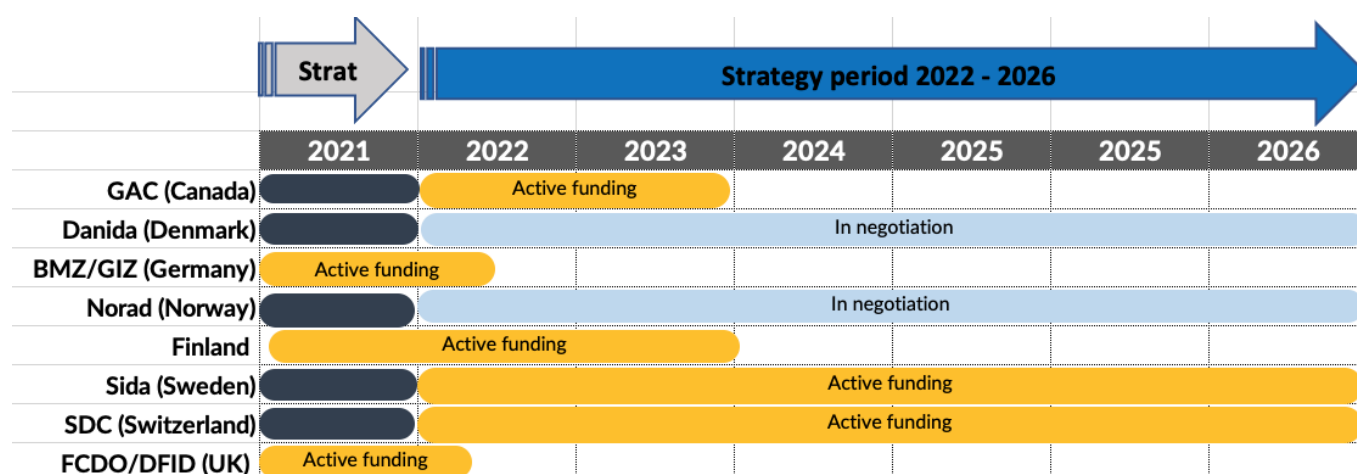 Strat
Strategy period 2022 - 2026
2021 2022 2023 2024 2025 2025 2026
GAC (Canada) Active funding
Danida (Denmark) In negotiation
BMZ/GIZ (Germany) Active funding
Norad (Norway) In negotiation
Finland Active funding
Sida (Sweden) Active funding
SDC (Switzerland) Active funding
FCDO/DFID (UK) Active funding